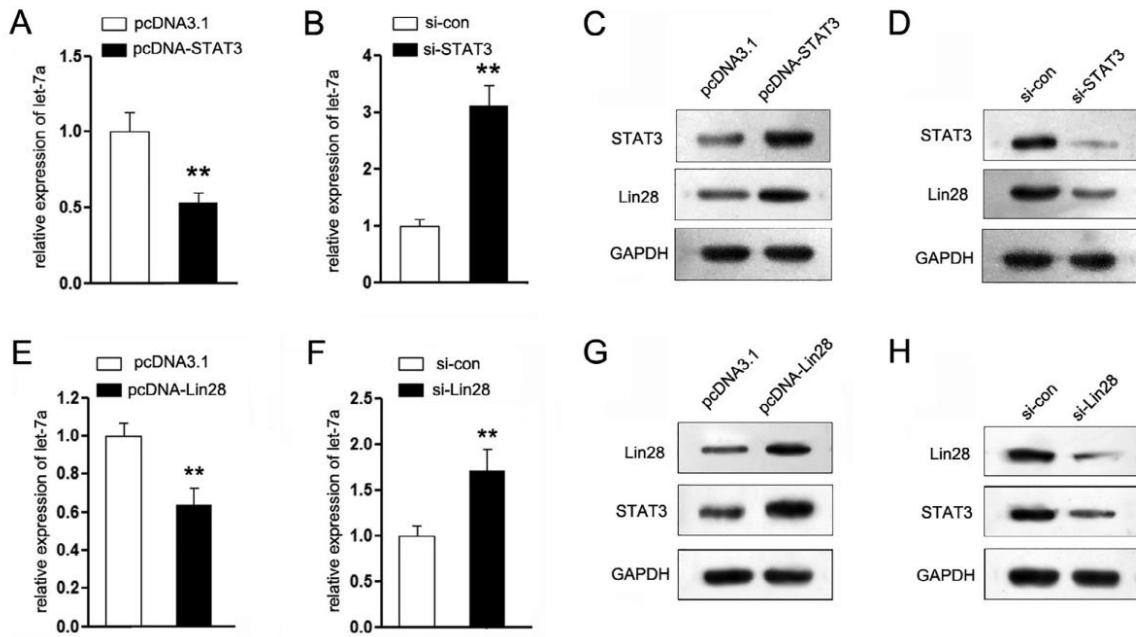 A
pcDNA3.1
pcDNA-STAT3
relative expression of let-7a
1.5
1.0
0.5
0.0
**
B
si-con
si-STAT3
relative expression of let-7a
4
3
2
1
0
**
C
pcDNA3.1
pcDNA-STAT3
STAT3
Lin28
GAPDH
D
si-con
si-STAT3
STAT3
Lin28
GAPDH
E
pcDNA3.1
pcDNA-Lin28
relative expression of let-7a
1.2
1.0
0.8
0.6
0.4
0.2
0.0
**
F
si-con
si-Lin28
relative expression of let-7a
2.5
2.0
1.5
1.0
0.5
0.0
**
G
pcDNA3.1
pcDNA-Lin28
Lin28
STAT3
GAPDH
H
si-con
si-Lin28
Lin28
STAT3
GAPDH